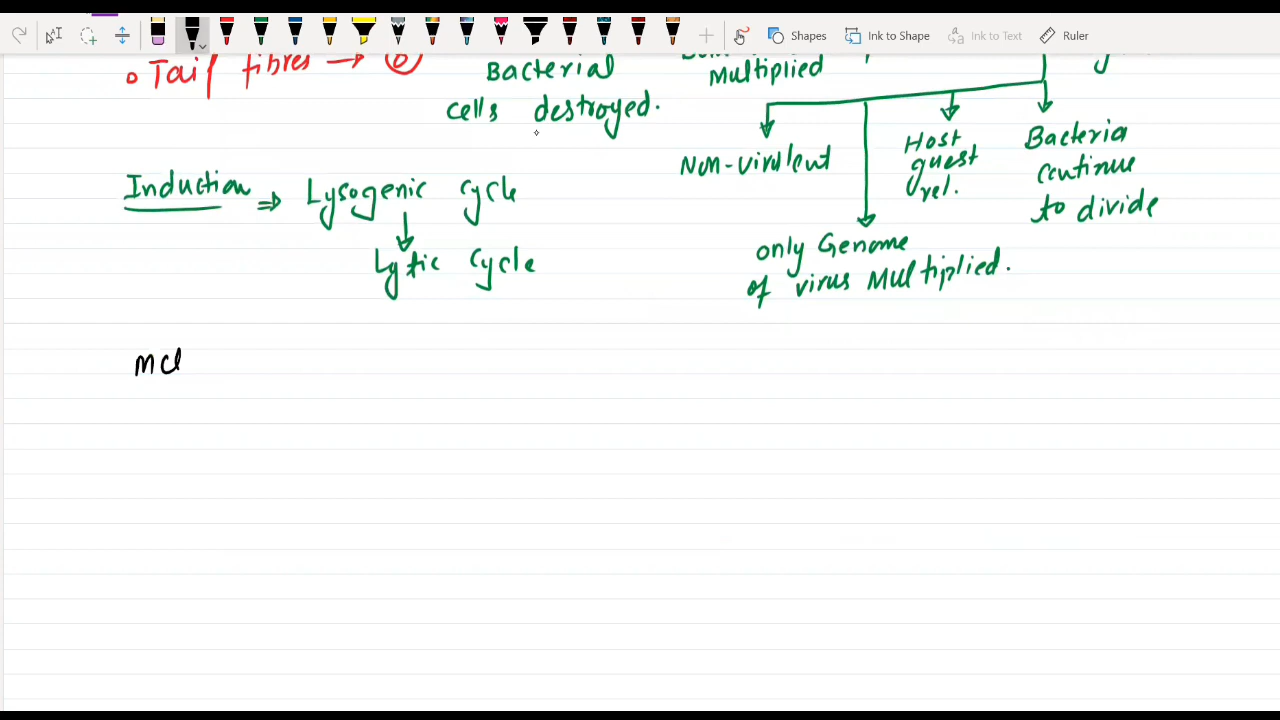 Shapes Ink to Shape Ink to Text Ruler
Tail fibres → 6
Bacterial
cells destroyed.
Multiplied
Non-virulent
Host
guest
rel.
Bacteria
continue
to divide
only Genome
of virus Multiplied.
Induction ⇒ Lysogenic cycle
Lytic cycle